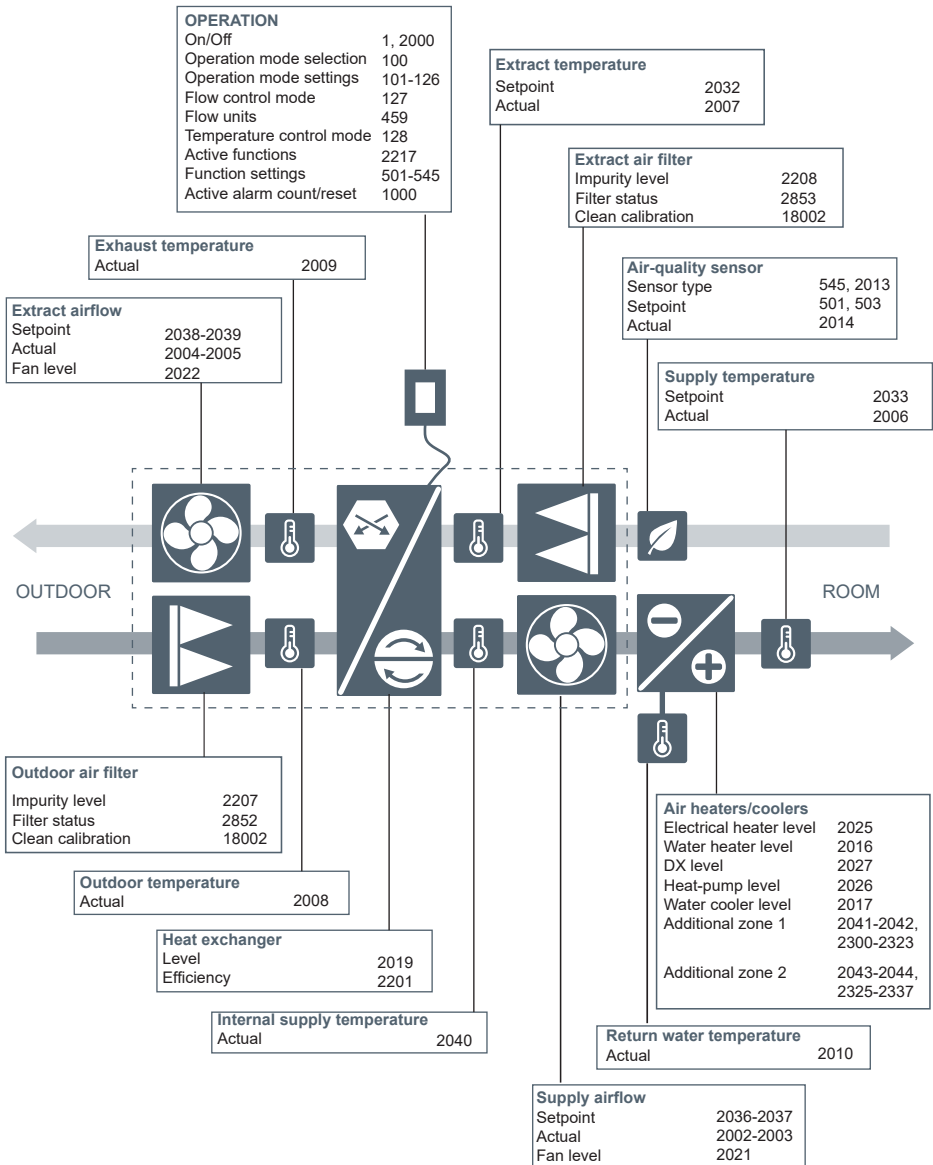 OPERATION
On/Off 1, 2000
Operation mode selection 100
Operation mode settings 101-126
Flow control mode 127
Flow units 459
Temperature control mode 128
Active functions 2217
Function settings 501-545
Active alarm count/reset 1000
Extract temperature
Setpoint 2032
Actual 2007
Extract air filter
Impurity level 2208
Filter status 2853
Clean calibration 18002
Exhaust temperature
Actual 2009
Air-quality sensor
Sensor type 545, 2013
Setpoint 501, 503
Actual 2014
Extract airflow
Setpoint 2038-2039
Actual 2004-2005
Fan level 2022
Supply temperature
Setpoint 2033
Actual 2006
OUTDOOR
ROOM
Outdoor air filter
Impurity level 2207
Filter status 2852
Clean calibration 18002
Air heaters/coolers
Electrical heater level 2025
Water heater level 2016
DX level 2027
Heat-pump level 2026
Water cooler level 2017
Additional zone 1 2041-2042,
2300-2323
Additional zone 2 2043-2044,
2325-2337
Outdoor temperature
Actual 2008
Heat exchanger
Level 2019
Efficiency 2201
Internal supply temperature
Actual 2040
Return water temperature
Actual 2010
Supply airflow
Setpoint 2036-2037
Actual 2002-2003
Fan level 2021